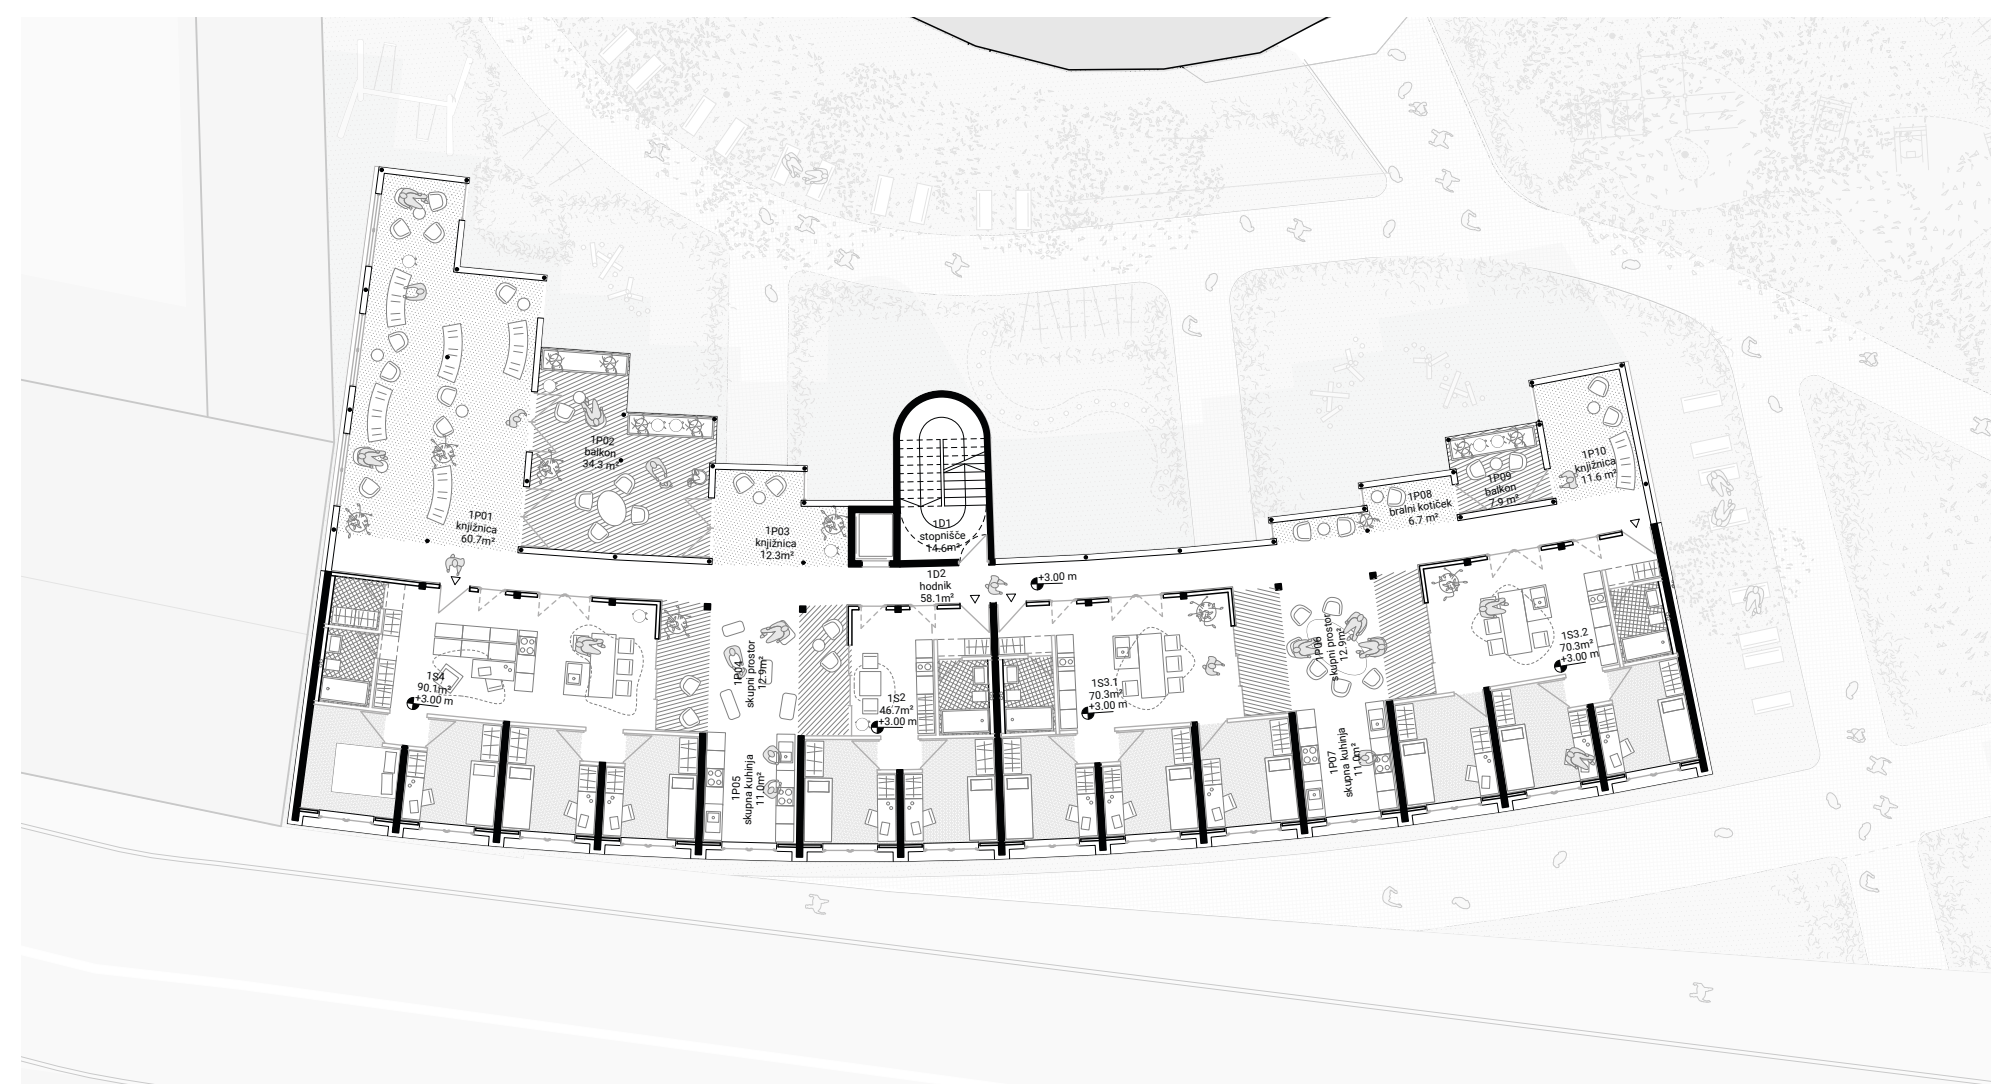 1P02
balkon
34.3 m²
1P01
knjižnica
60.7m²
1P03
knjižnica
12.3m²
1D1
stopnišče
14.6m²
1D2
hodnik
58.1m²
+3.00 m
1P08
bralni kotiček
6.7 m²
1P09
balkon
7.9 m²
1P10
knjižnica
11.6 m²
1S4
90.1m²
+3.00 m
1P04
skupni prostor
12.9m²
1P05
skupna kuhinja
11.0m²
1S2
46.7m²
+3.00 m
1S3.1
70.3m²
+3.00 m
1P06
skupni prostor
12.9m²
1P07
skupna kuhinja
11.0m²
1S3.2
70.3m²
+3.00 m